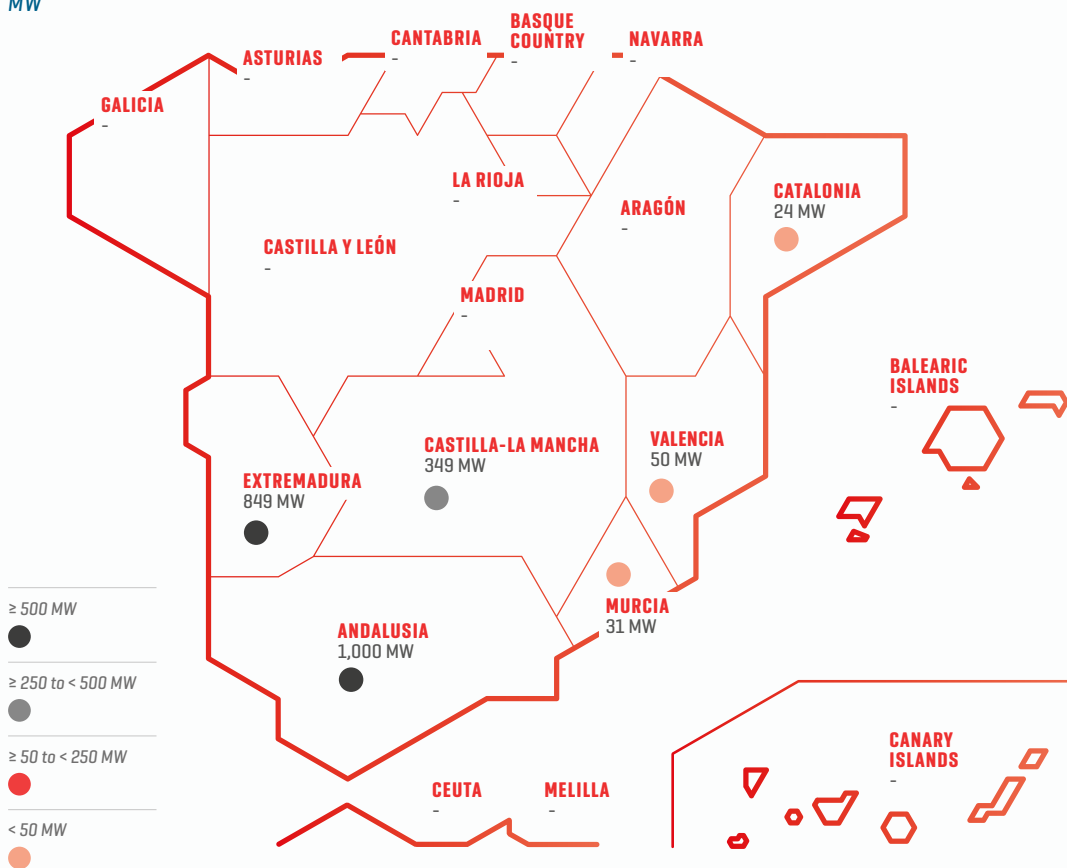 MW
BASQUE
COUNTRY
-
CANTABRIA
-
NAVARRA
-
ASTURIAS
-
GALICIA
-
LA RIOJA
-
CATALONIA
24 MW
ARAGÓN
-
CASTILLA Y LEÓN
-
MADRID
-
BALEARIC
ISLANDS
-
CASTILLA-LA MANCHA
349 MW
VALENCIA
50 MW
EXTREMADURA
849 MW
MURCIA
31 MW
ANDALUSIA
1,000 MW
≥ 500 MW
≥ 250 to < 500 MW
≥ 50 to < 250 MW
< 50 MW
CANARY
ISLANDS
-
CEUTA
-
MELILLA
-